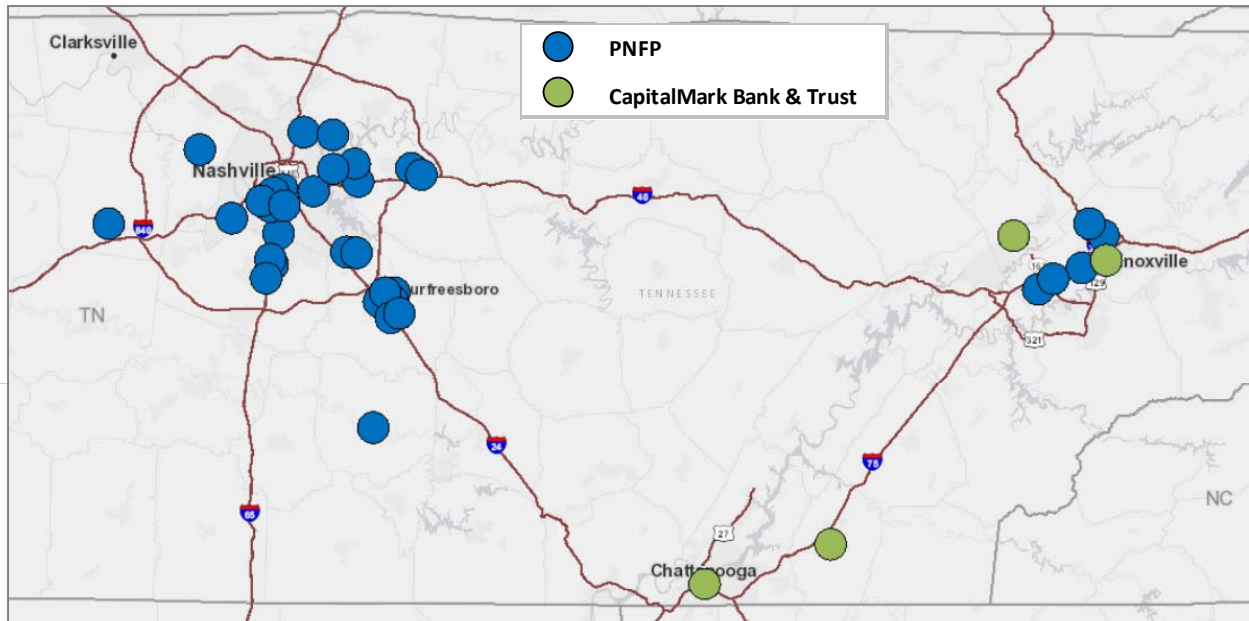 PNFP
CapitalMark Bank & Trust
Clarksville
Nashville
40
840
Knoxville
129
urfreesboro
TENNESSEE
TN
321
24
75
65
NC
27
Chattanooga